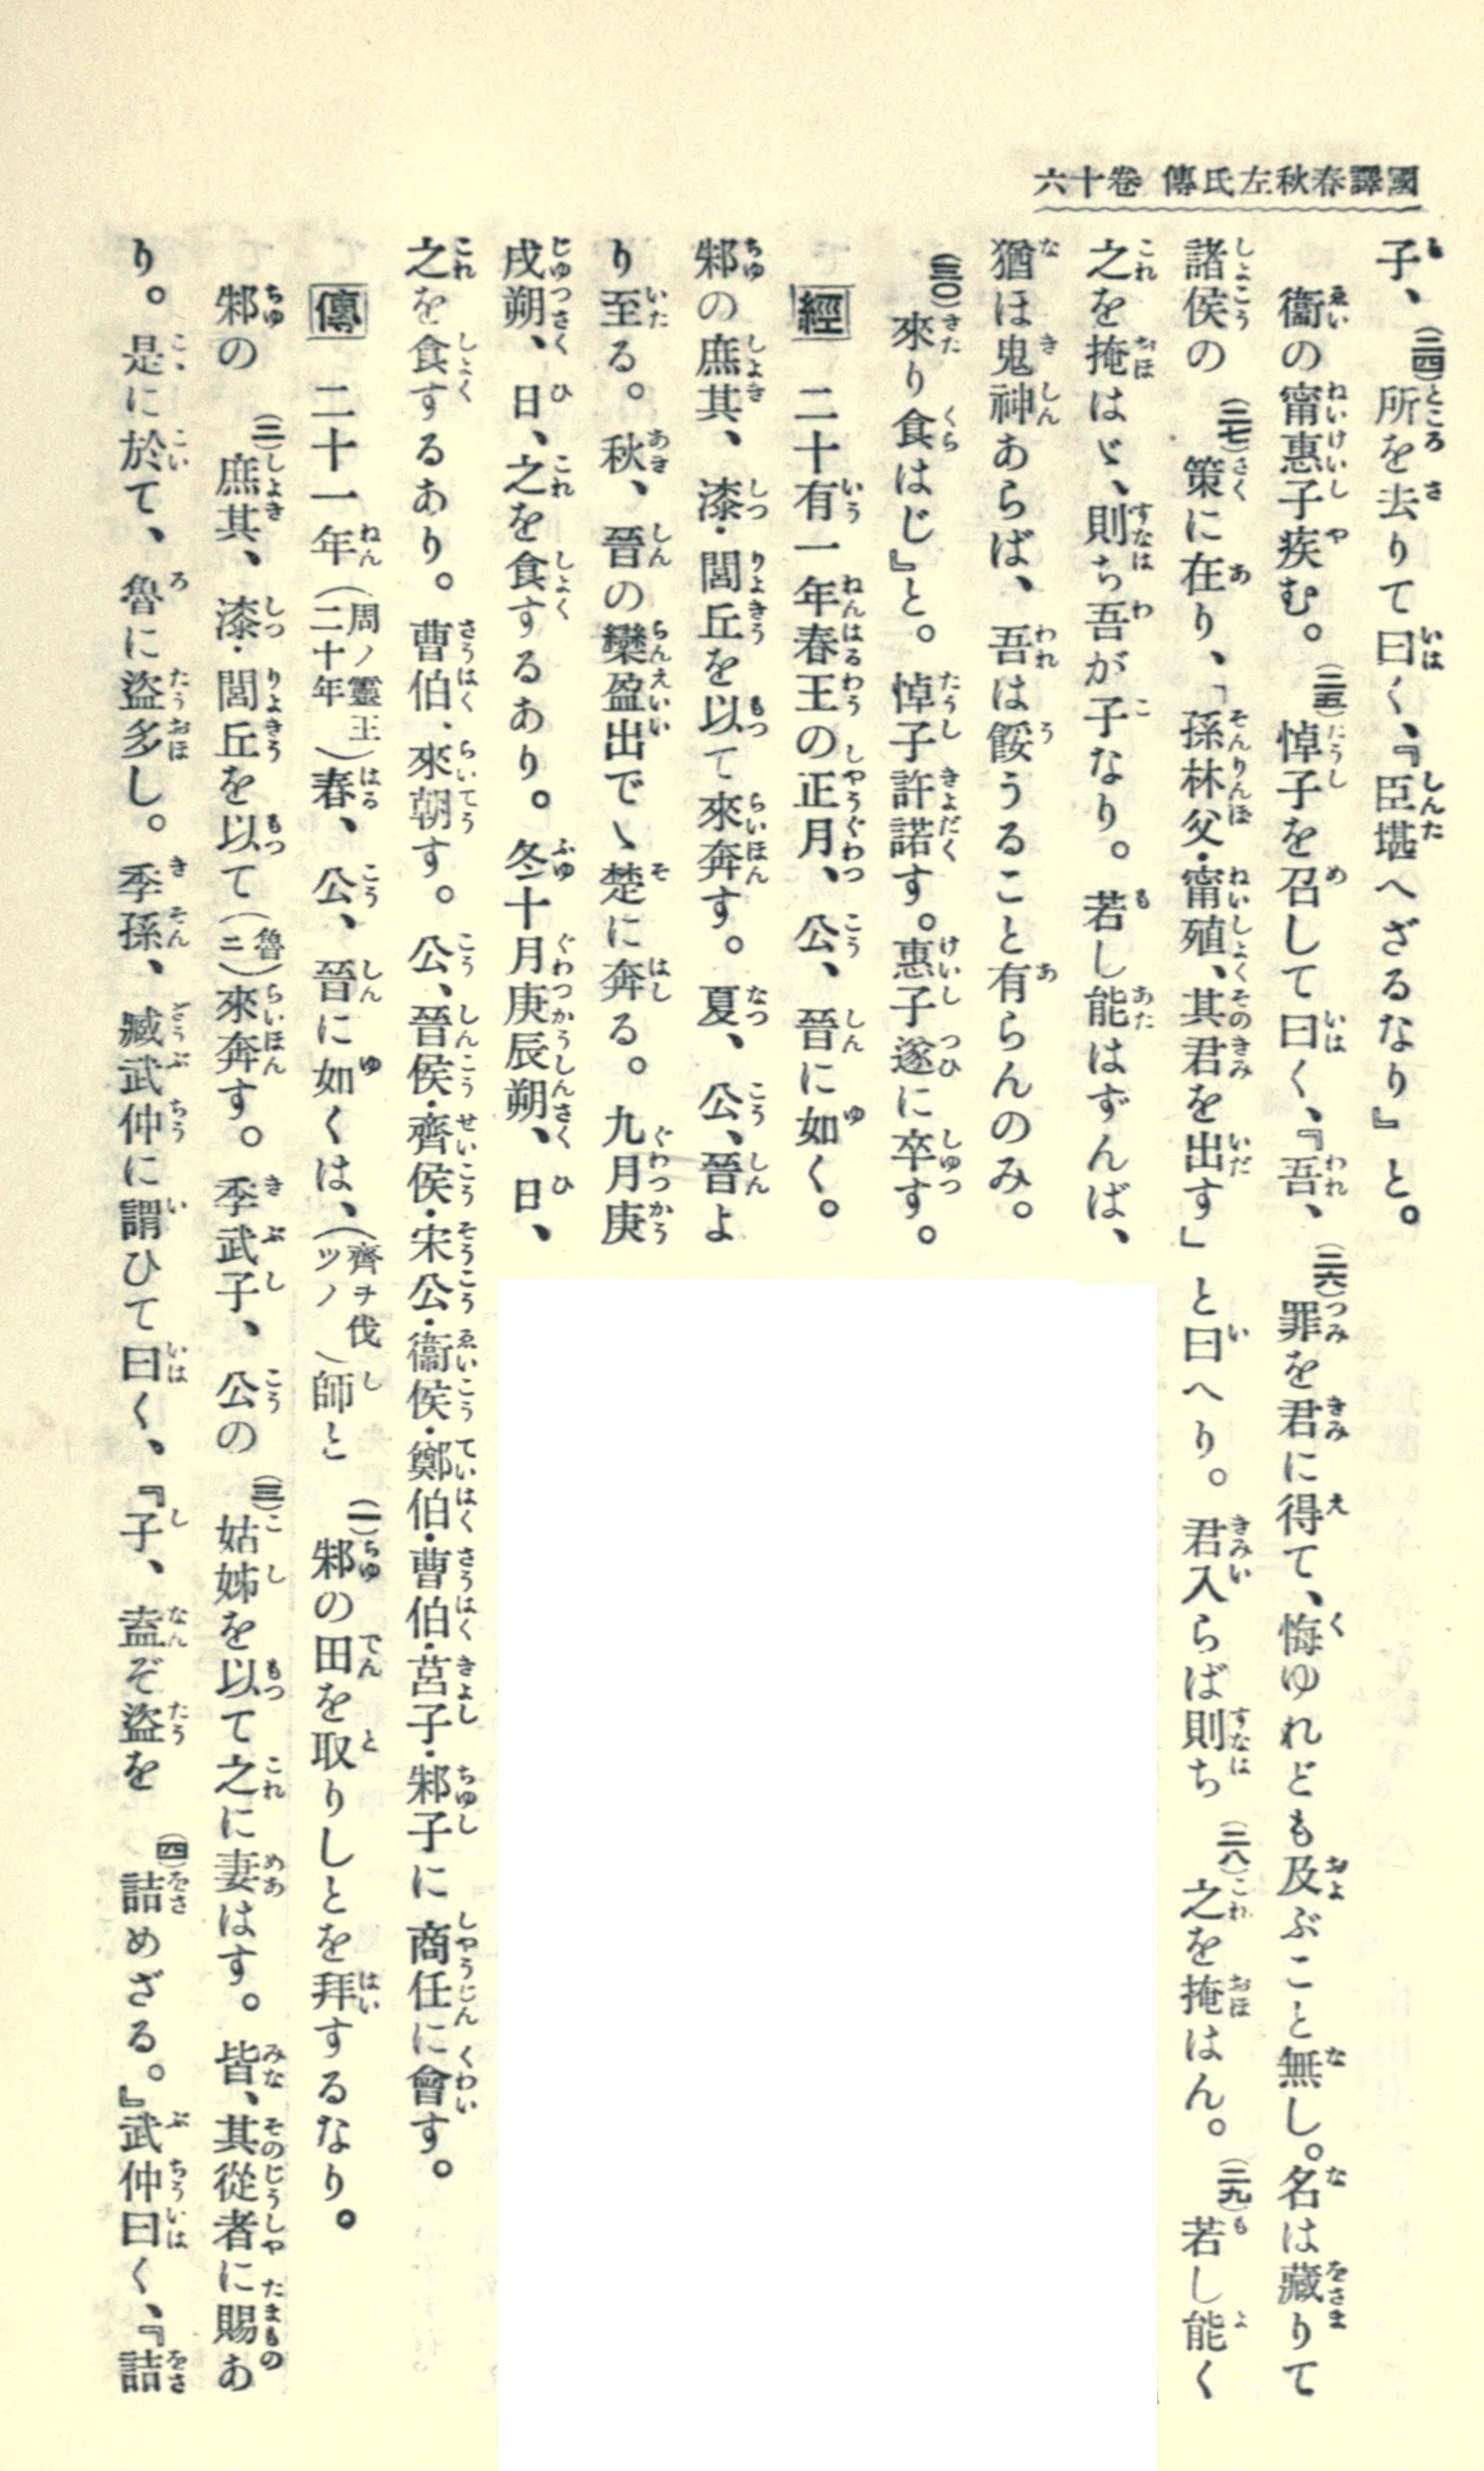 國譯春秋左氏傳 卷十六
子、(二四)所を去りて曰く、『臣堪へざるなり』と。
衞の甯惠子疾む。(二五)悼子を召して曰く、『吾、(二六)罪を君に得て、悔ゆれども及ぶこと無し。名は藏りて
諸侯の(二七)策に在り、「孫林父・甯殖、其君を出す」と曰へり。君入らば則ち(二八)之を掩はん。(二九)若し能く
之を掩はゞ、則ち吾が子なり。若し能はずんば、
猶ほ鬼神あらば、吾は餒うること有らんのみ。
(三〇)來り食はじ』と。悼子許諾す。惠子遂に卒す。
經 二十有一年春王の正月、公、晉に如く。
邾の庶其、漆・閭丘を以て來奔す。夏、公、晉よ
り至る。秋、晉の欒盈出でゝ楚に奔る。九月庚
戌朔、日、之を食するあり。冬十月庚辰朔、日、
之を食するあり。曹伯、來朝す。公、晉侯・齊侯・宋公・衞侯・鄭伯・曹伯・莒子・邾子に商任に會す。
傳 二十一年(周ノ靈王二十年)春、公、晉に如くは、(齊ヲ伐ツノ)師と(一)邾の田を取りしとを拜するなり。
邾の(二)庶其、漆・閭丘を以て(魯ニ)來奔す。季武子、公の(三)姑姊を以て之に妻はす。皆、其從者に賜あ
り。是に於て、魯に盜多し。季孫、臧武仲に謂ひて曰く、『子、盍ぞ盜を(四)詰めざる。』武仲曰く、『詰